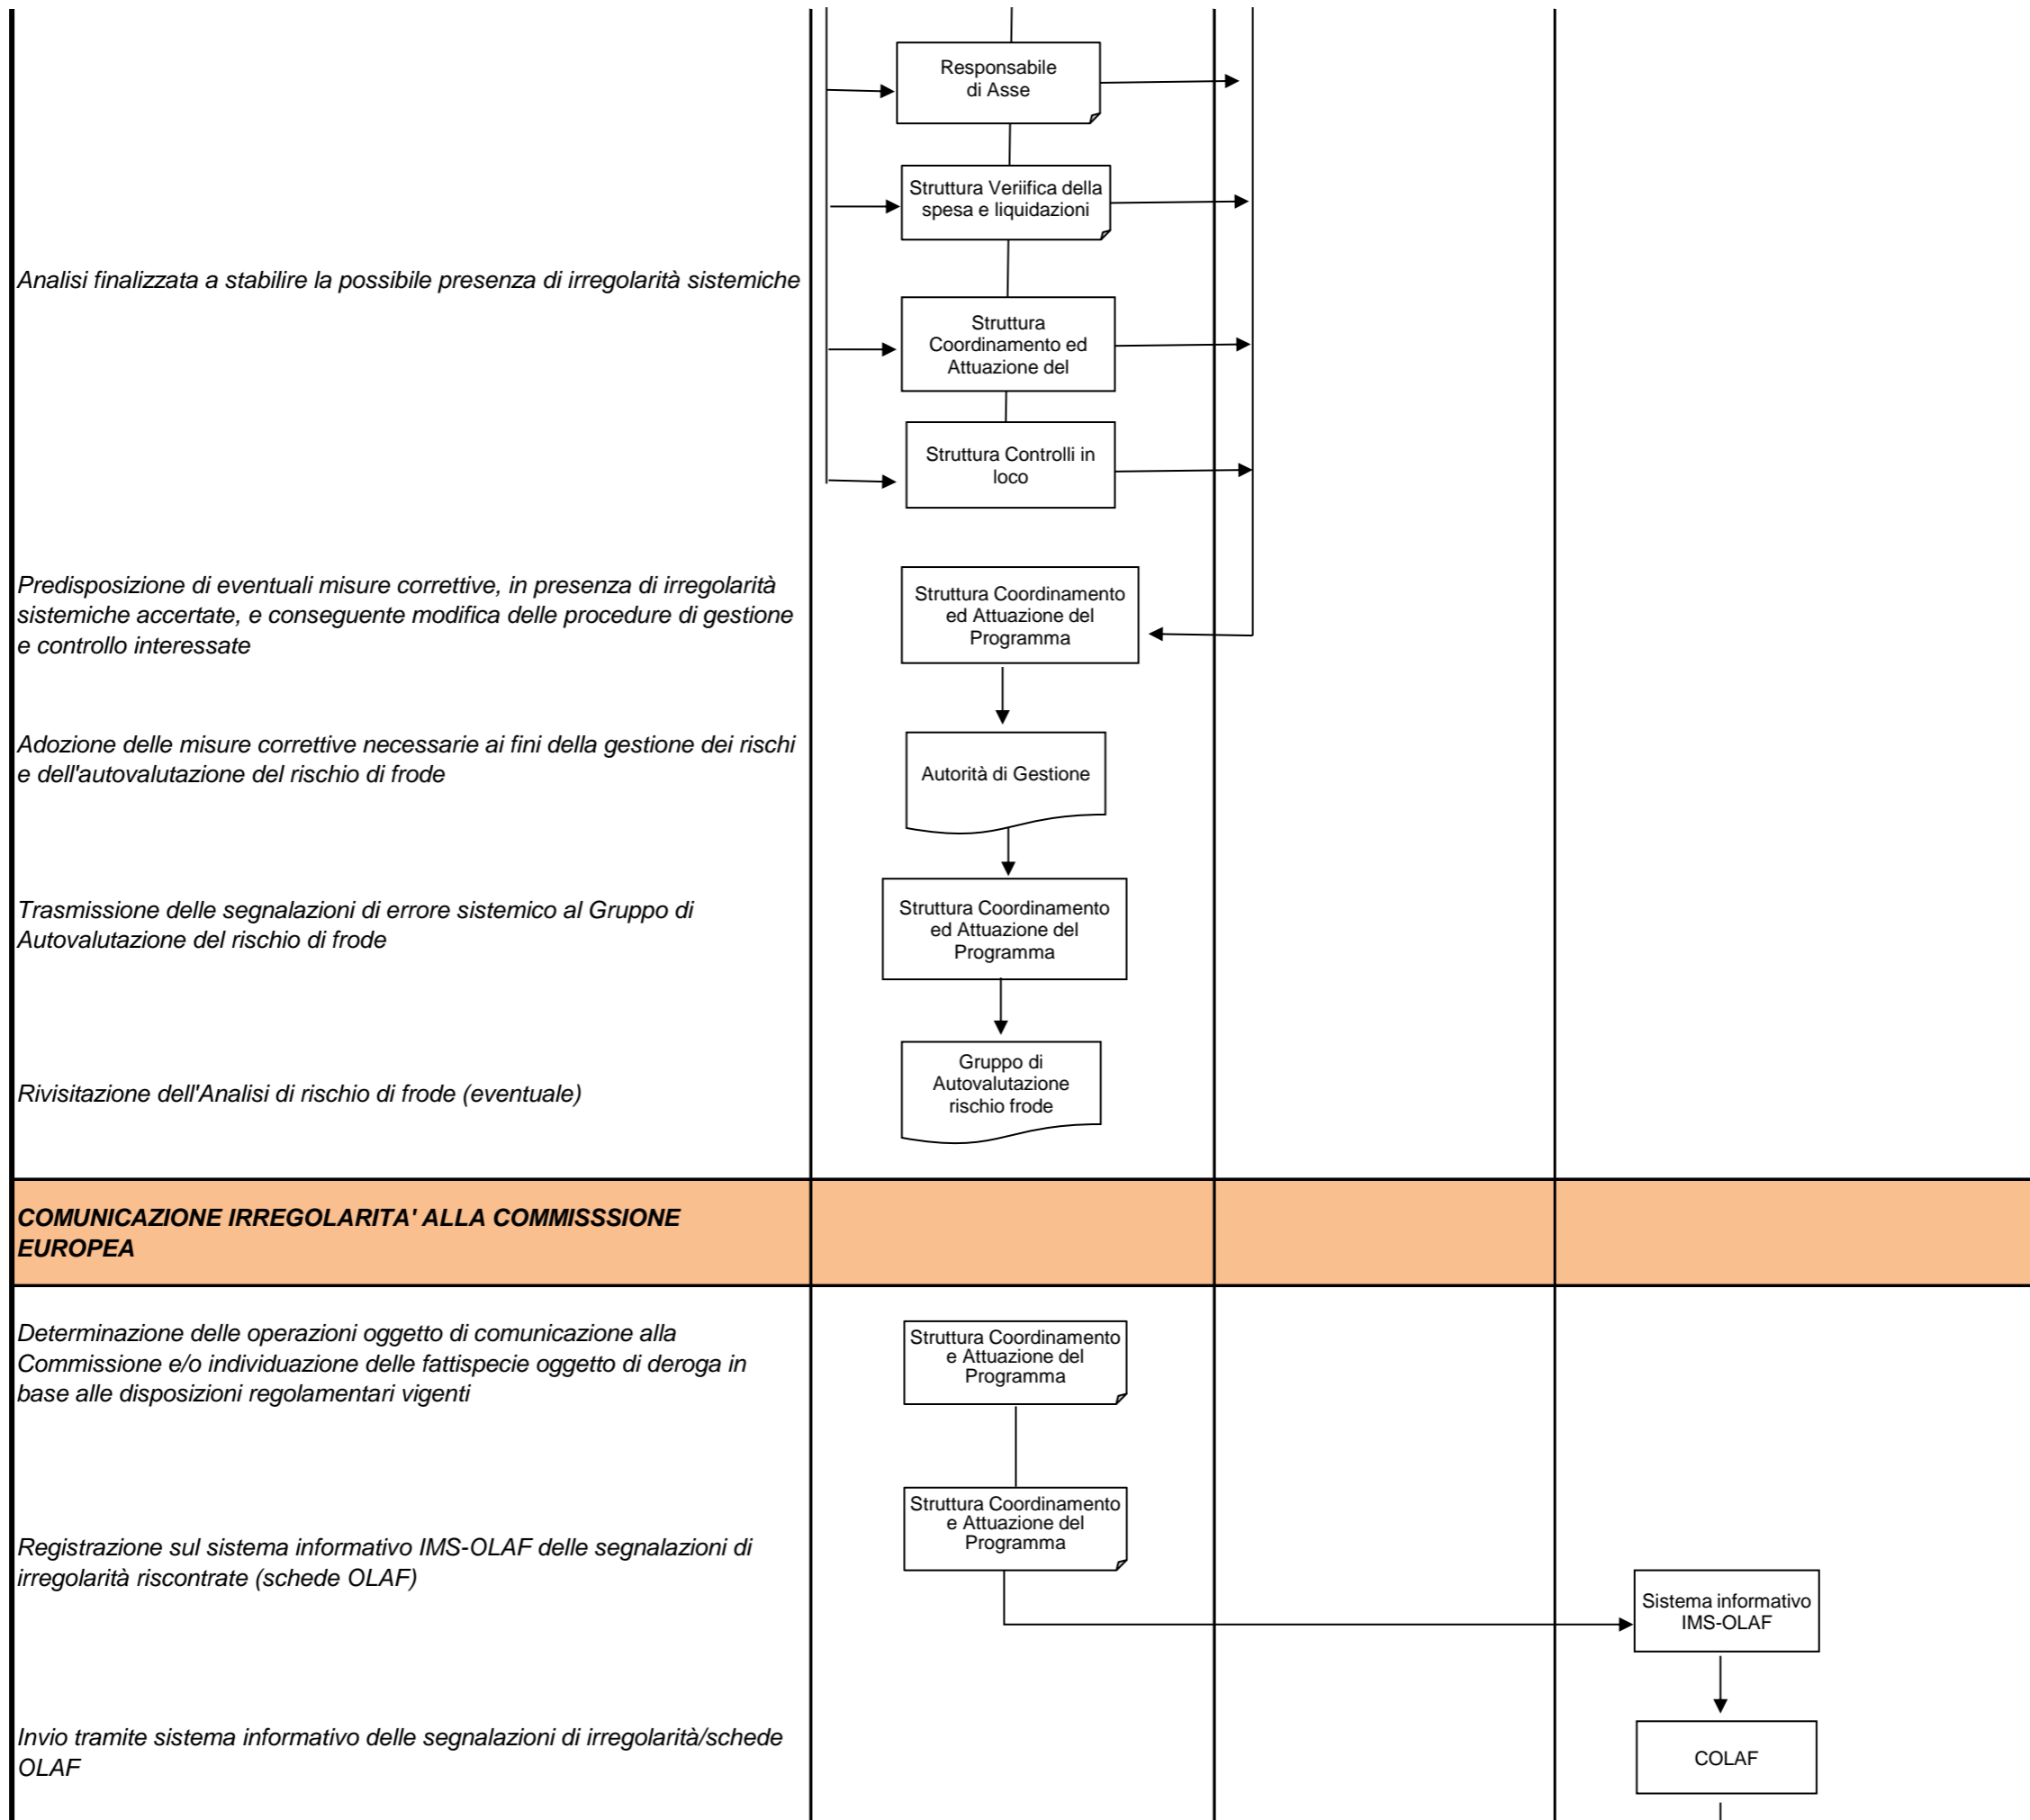 Responsabile
di Asse
Struttura Veriifica della
spesa e liquidazioni
Analisi finalizzata a stabilire la possibile presenza di irregolarità sistemiche
Struttura
Coordinamento ed
Attuazione del
Struttura Controlli in
loco
Predisposizione di eventuali misure correttive, in presenza di irregolarità
sistemiche accertate, e conseguente modifica delle procedure di gestione
e controllo interessate
Struttura Coordinamento
ed Attuazione del
Programma
Adozione delle misure correttive necessarie ai fini della gestione dei rischi
e dell'autovalutazione del rischio di frode
Autorità di Gestione
Trasmissione delle segnalazioni di errore sistemico al Gruppo di
Autovalutazione del rischio di frode
Struttura Coordinamento
ed Attuazione del
Programma
Rivisitazione dell'Analisi di rischio di frode (eventuale)
Gruppo di
Autovalutazione
rischio frode
COMUNICAZIONE IRREGOLARITA' ALLA COMMISSSIONE
EUROPEA
Determinazione delle operazioni oggetto di comunicazione alla
Commissione e/o individuazione delle fattispecie oggetto di deroga in
base alle disposizioni regolamentari vigenti
Struttura Coordinamento
e Attuazione del
Programma
Registrazione sul sistema informativo IMS-OLAF delle segnalazioni di
irregolarità riscontrate (schede OLAF)
Struttura Coordinamento
e Attuazione del
Programma
Sistema informativo
IMS-OLAF
Invio tramite sistema informativo delle segnalazioni di irregolarità/schede
OLAF
COLAF